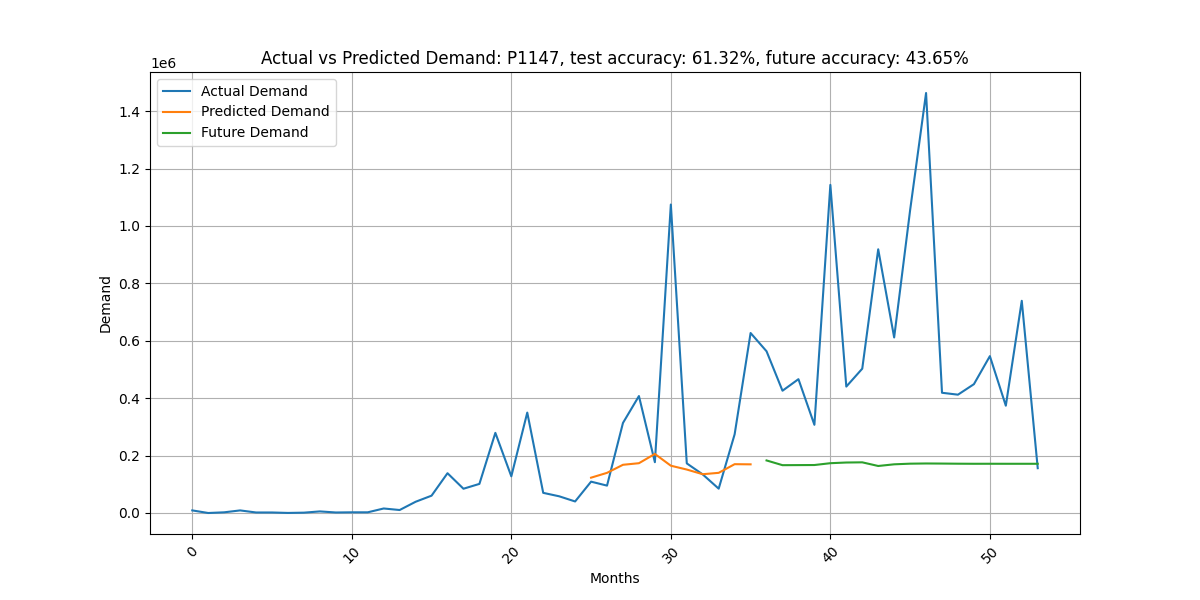 Actual vs Predicted Demand: P1147, test accuracy: 61.32%, future accuracy: 43.65%
1e6
Actual Demand
Predicted Demand
Future Demand
1.4
1.2
1.0
0.8
0.6
0.4
0.2
0.0
Demand
0
10
20
30
40
50
Months